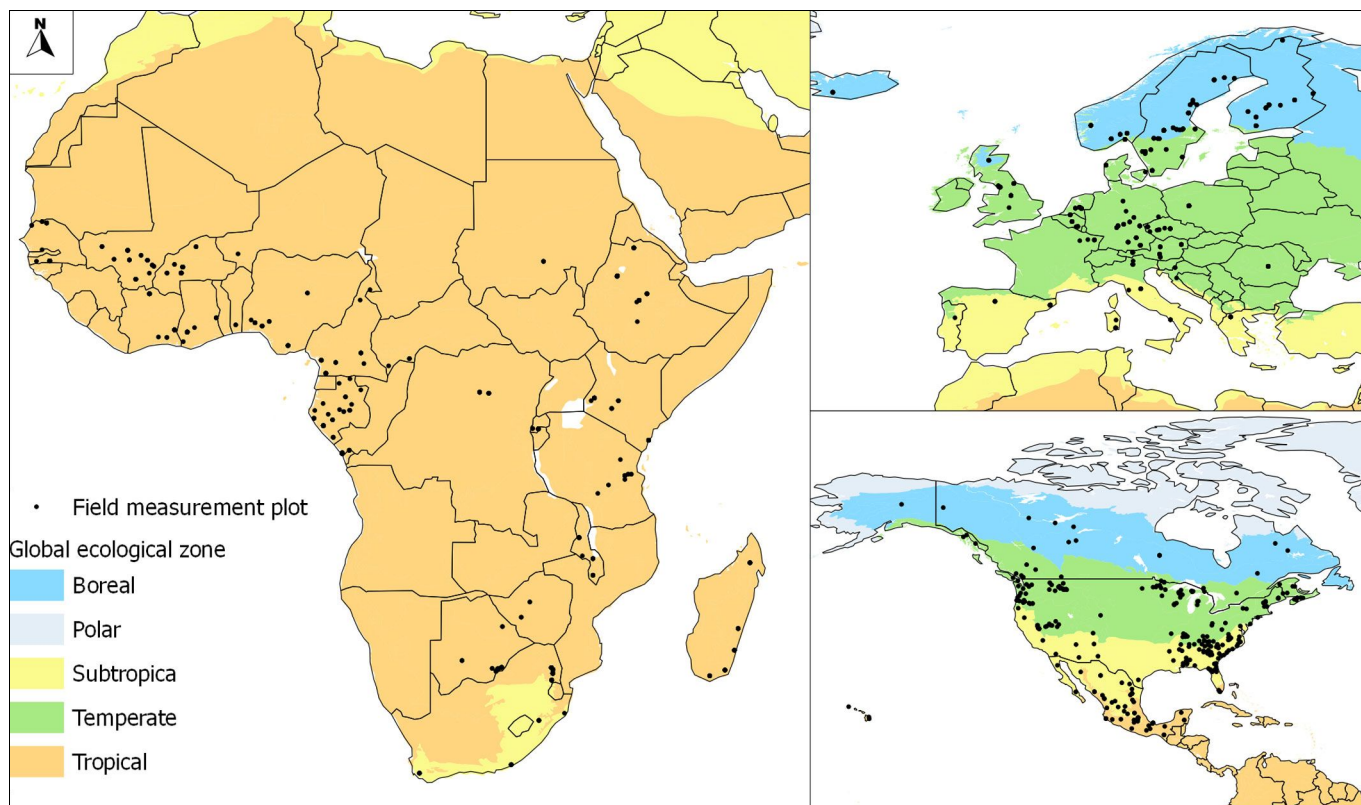 N
Field measurement plot
Global ecological zone
Boreal
Polar
Subtropica
Temperate
Tropical